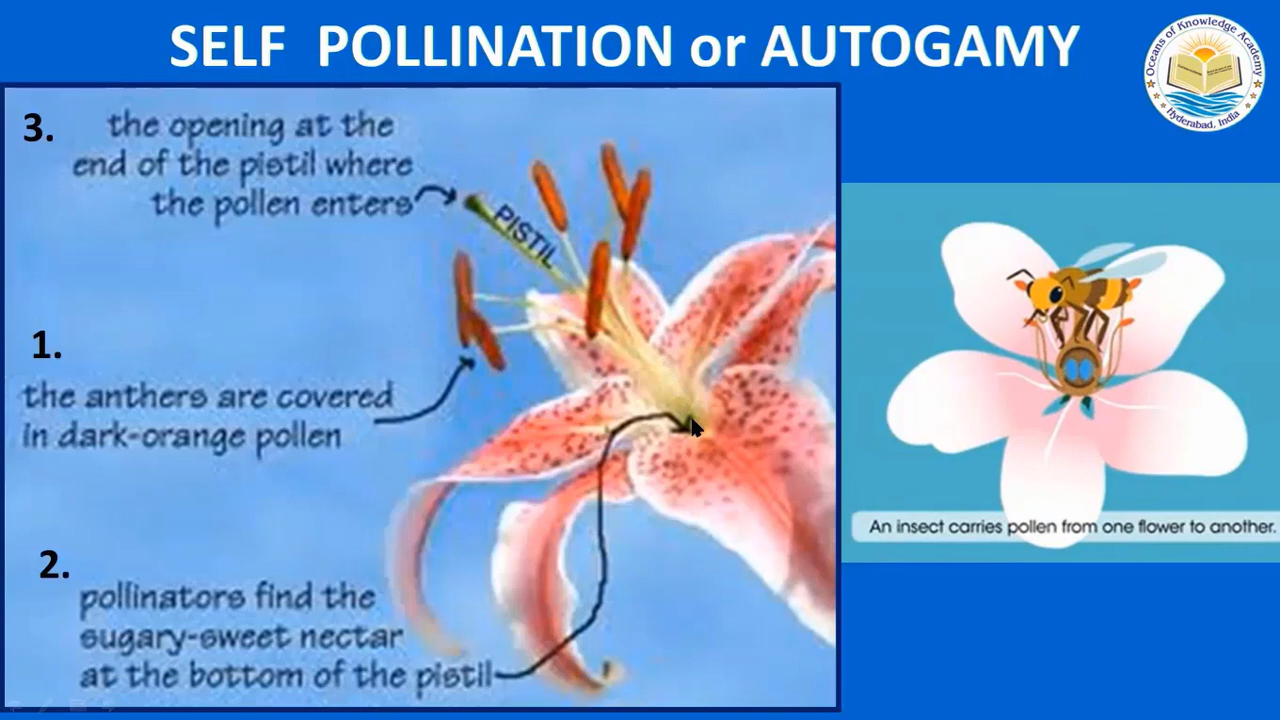 SELF POLLINATION or AUTOGAMY
Oceans of Knowledge Academy
Hyderabad, India
3.
the opening at the
end of the pistil where
the pollen enters
PISTIL
1.
the anthers are covered
in dark-orange pollen
2.
pollinators find the
sugary-sweet nectar
at the bottom of the pistil
An insect carries pollen from one flower to another.